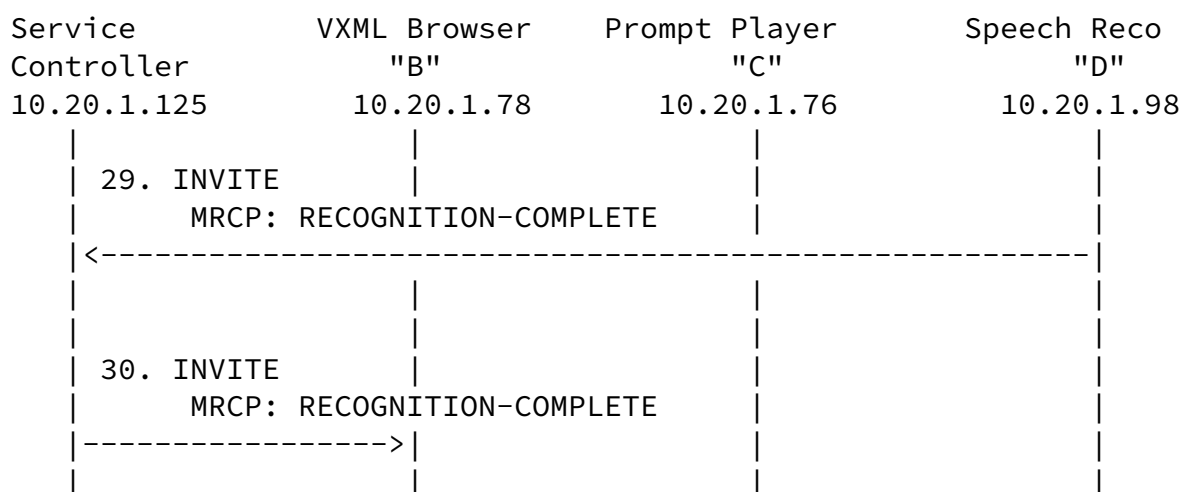 Service VXML Browser Prompt Player Speech Reco
Controller "B" "C" "D"
10.20.1.125 10.20.1.78 10.20.1.76 10.20.1.98
29. INVITE
MRCP: RECOGNITION-COMPLETE
30. INVITE
MRCP: RECOGNITION-COMPLETE